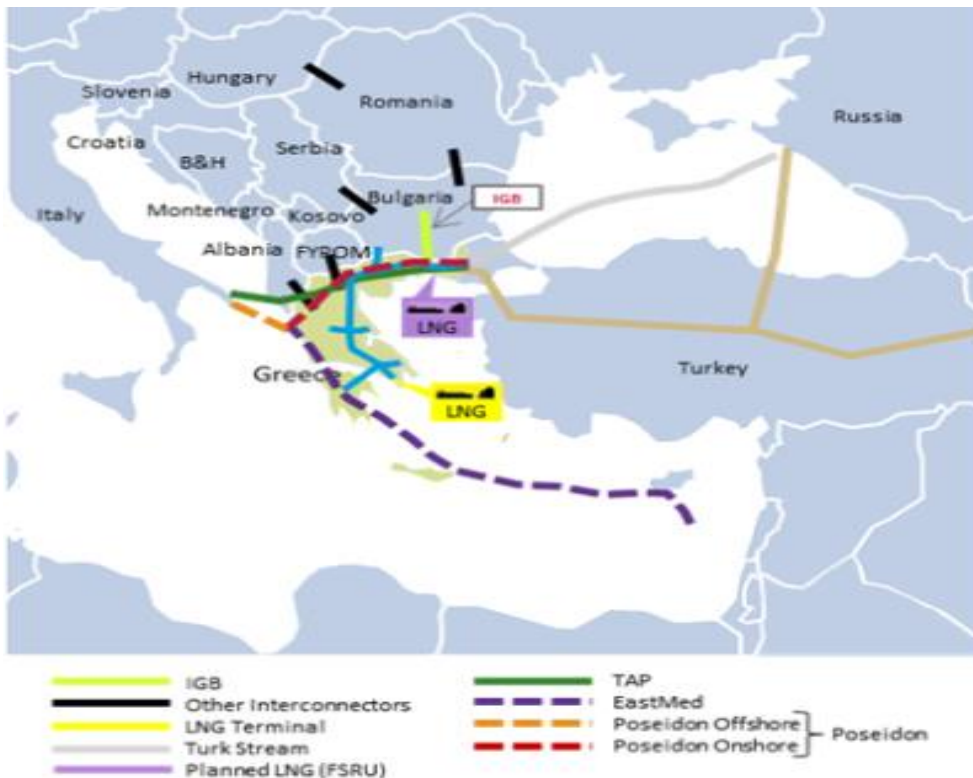 Hungary
Slovenia
Romania
Russia
Croatia
Serbia
B&H
Bulgaria
IGB
Italy
Montenegro
Kosovo
Albania
FYROM
LNG
Turkey
Greece
LNG
IGB
Other Interconnectors
LNG Terminal
Turk Stream
Planned LNG (FSRU)
TAP
EastMed
Poseidon Offshore
Poseidon Onshore
Poseidon